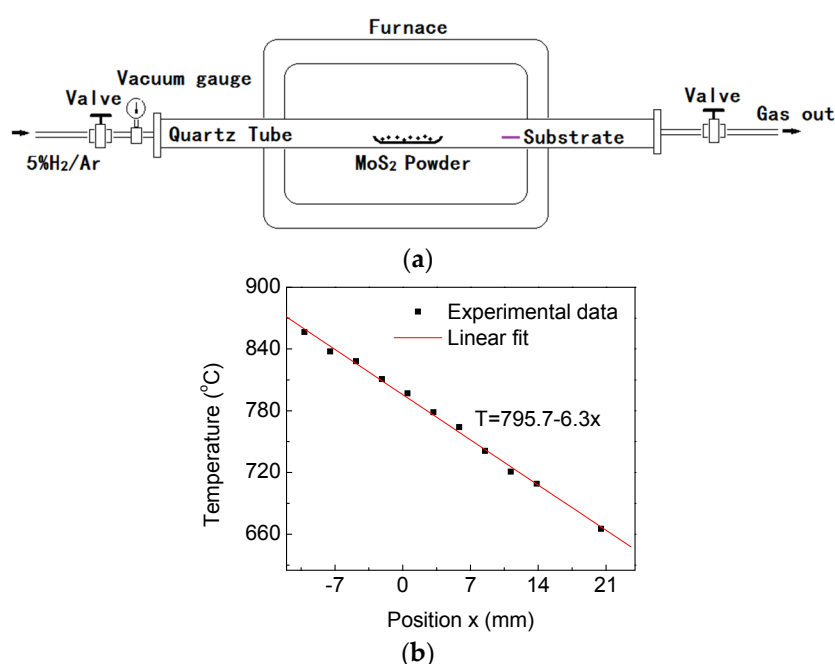 Furnace
Vacuum gauge
Valve
Valve
Gas out
Quartz Tube
Substrate
5%H₂/Ar
MoS₂ Powder
(a)
900
840
780
720
660
Temperature (°C)
Experimental data
Linear fit
T=795.7-6.3x
-7 0 7 14 21
Position x (mm)
(b)